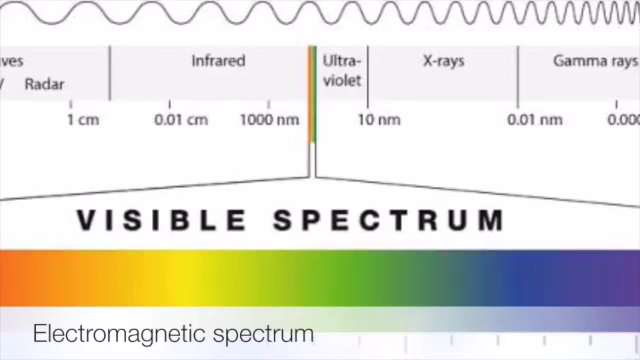 Infrared
Ultra-
violet
X-rays
Gamma rays
Radar
1 cm
0.01 cm
1000 nm
10 nm
0.01 nm
VISIBLE SPECTRUM
Electromagnetic spectrum